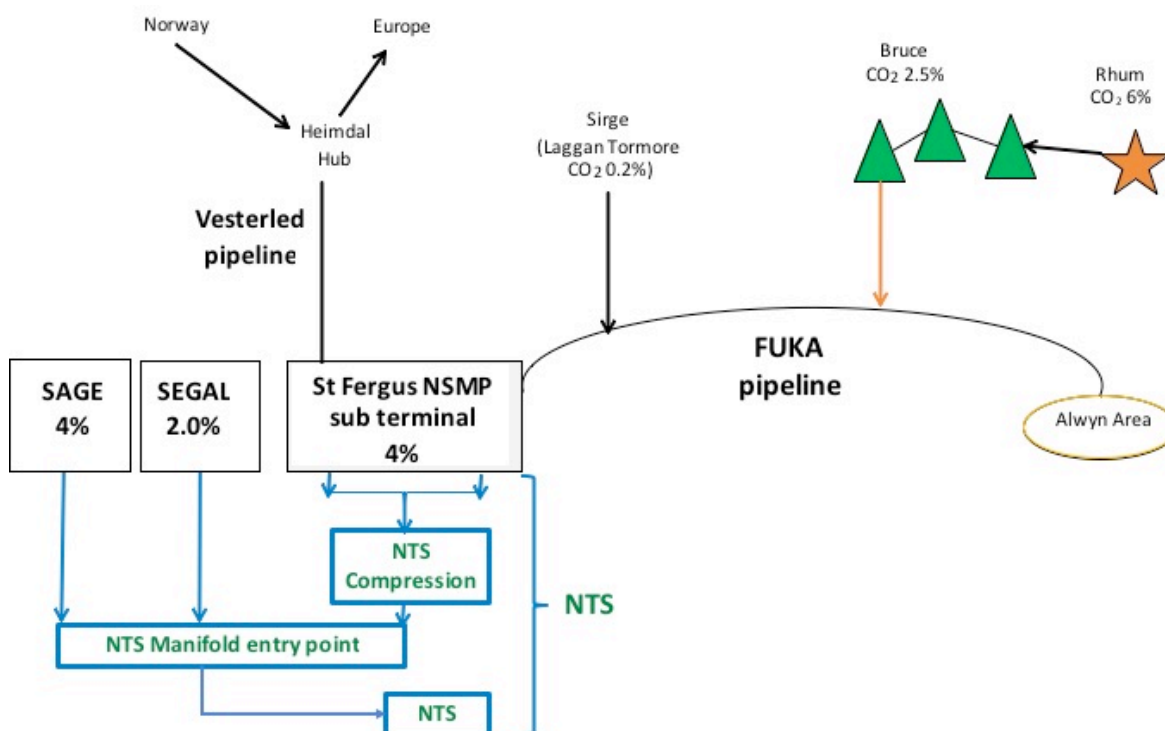 Norway
Europe
Heimdal
Hub
Vesterled
pipeline
Sirge
(Laggan Tormore
CO₂ 0.2%)
Bruce
CO₂ 2.5%
Rhum
CO₂ 6%
FUKA
pipeline
Alwyn Area
SAGE
4%
SEGAL
2.0%
St Fergus NSMP
sub terminal
4%
NTS
Compression
NTS Manifold entry point
NTS
NTS